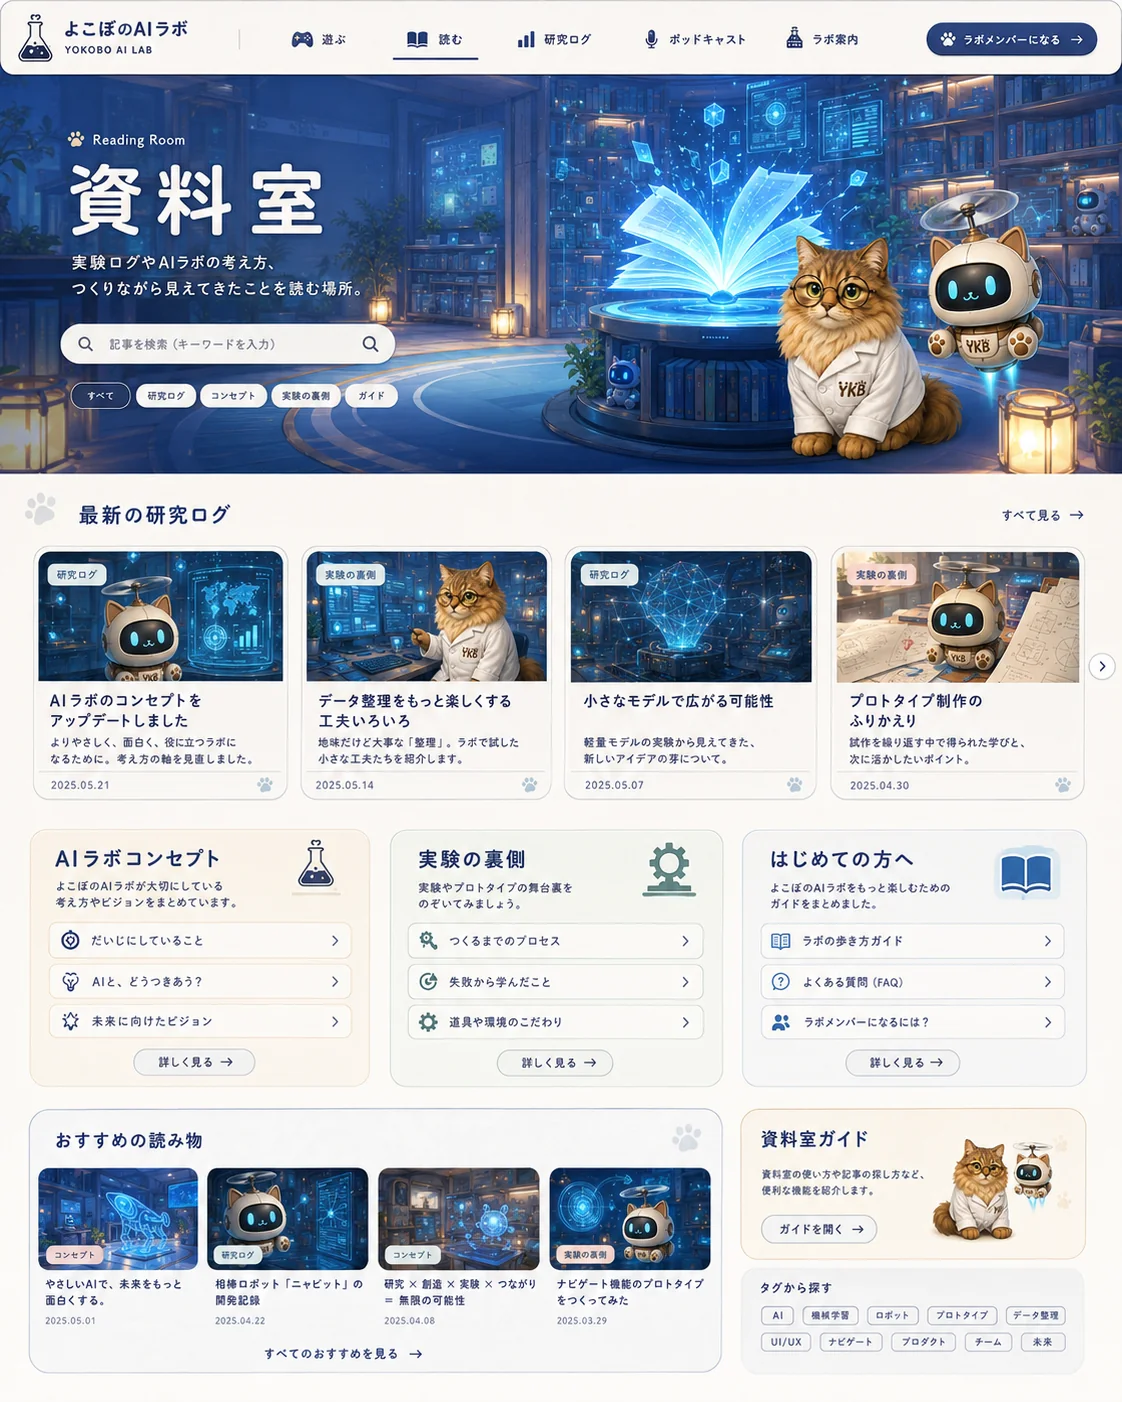 よこぼのAIラボ
YOKOBO AI LAB
遊ぶ
読む
研究ログ
ポッドキャスト
ラボ案内
ラボメンバーになる →
Reading Room
資料室
実験ログやAIラボの考え方、
つくりながら見えてきたことを読む場所。
記事を検索（キーワードを入力）
すべて
研究ログ
コンセプト
実験の裏側
ガイド
YKB
YKB
最新の研究ログ
すべて見る →
研究ログ
YKB
AIラボのコンセプトを
アップデートしました
よりやさしく、面白く、役に立つラボに
なるために。考え方の軸を見直しました。
2025.05.21
実験の裏側
YKB
データ整理をもっと楽しくする
工夫いろいろ
地味だけど大事な「整理」。ラボで試した
小さな工夫たちを紹介します。
2025.05.14
研究ログ
小さなモデルで広がる可能性
軽量モデルの実験から見えてきた、
新しいアイデアの芽について。
2025.05.07
実験の裏側
YKB
プロトタイプ制作の
ふりかえり
試作を繰り返す中で得られた学びと、
次に活かしたいポイント。
2025.04.30
AIラボコンセプト
よこぼのAIラボが大切にしている
考え方やビジョンをまとめています。
だいじにしていること
AIと、どうつきあう？
未来に向けたビジョン
詳しく見る →
実験の裏側
実験やプロトタイプの舞台裏を
のぞいてみましょう。
つくるまでのプロセス
失敗から学んだこと
道具や環境のこだわり
詳しく見る →
はじめての方へ
よこぼのAIラボをもっと楽しむための
ガイドをまとめました。
ラボの歩き方ガイド
よくある質問（FAQ）
ラボメンバーになるには？
詳しく見る →
おすすめの読み物
コンセプト
やさしいAIで、未来をもっと
面白くする。
2025.05.01
研究ログ
相棒ロボット「ニャビット」の
開発記録
2025.04.22
コンセプト
研究 × 創造 × 実験 × つながり
＝ 無限の可能性
2025.04.08
実験の裏側
YKB
ナビゲート機能のプロトタイプ
をつくってみた
2025.03.29
すべてのおすすめを見る →
資料室ガイド
資料室の使い方や記事の探し方など、
便利な機能を紹介します。
ガイドを開く →
タグから探す
AI
機械学習
ロボット
プロトタイプ
データ整理
UI/UX
ナビゲート
プロダクト
チーム
未来